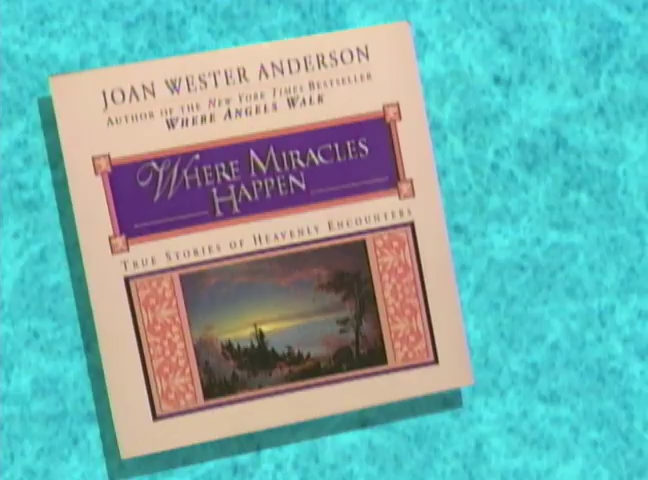 JOAN WESTER ANDERSON
AUTHOR OF THE NEW YORK TIMES BESTSELLER
WHERE ANGELS WALK
WHERE MIRACLES
HAPPEN
TRUE STORIES OF HEAVENLY ENCOUNTERS